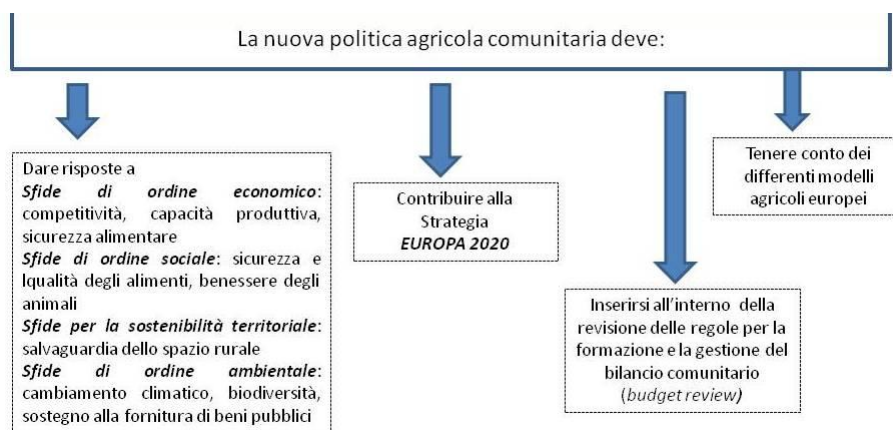 La nuova politica agricola comunitaria deve:
Dare risposte a
Sfide di ordine economico:
competitività, capacità produttiva,
sicurezza alimentare
Sfide di ordine sociale: sicurezza e
lqualità degli alimenti, benessere degli
animali
Sfide per la sostenibilità territoriale:
salvaguardia dello spazio rurale
Sfide di ordine ambientale:
cambiamento climatico, biodiversità,
sostegno alla fornitura di beni pubblici
Contribuire alla
Strategia
EUROPA 2020
Inserirsi all'interno della
revisione delle regole per la
formazione e la gestione del
bilancio comunitario
(budget review)
Tenere conto dei
differenti modelli
agricoli europei